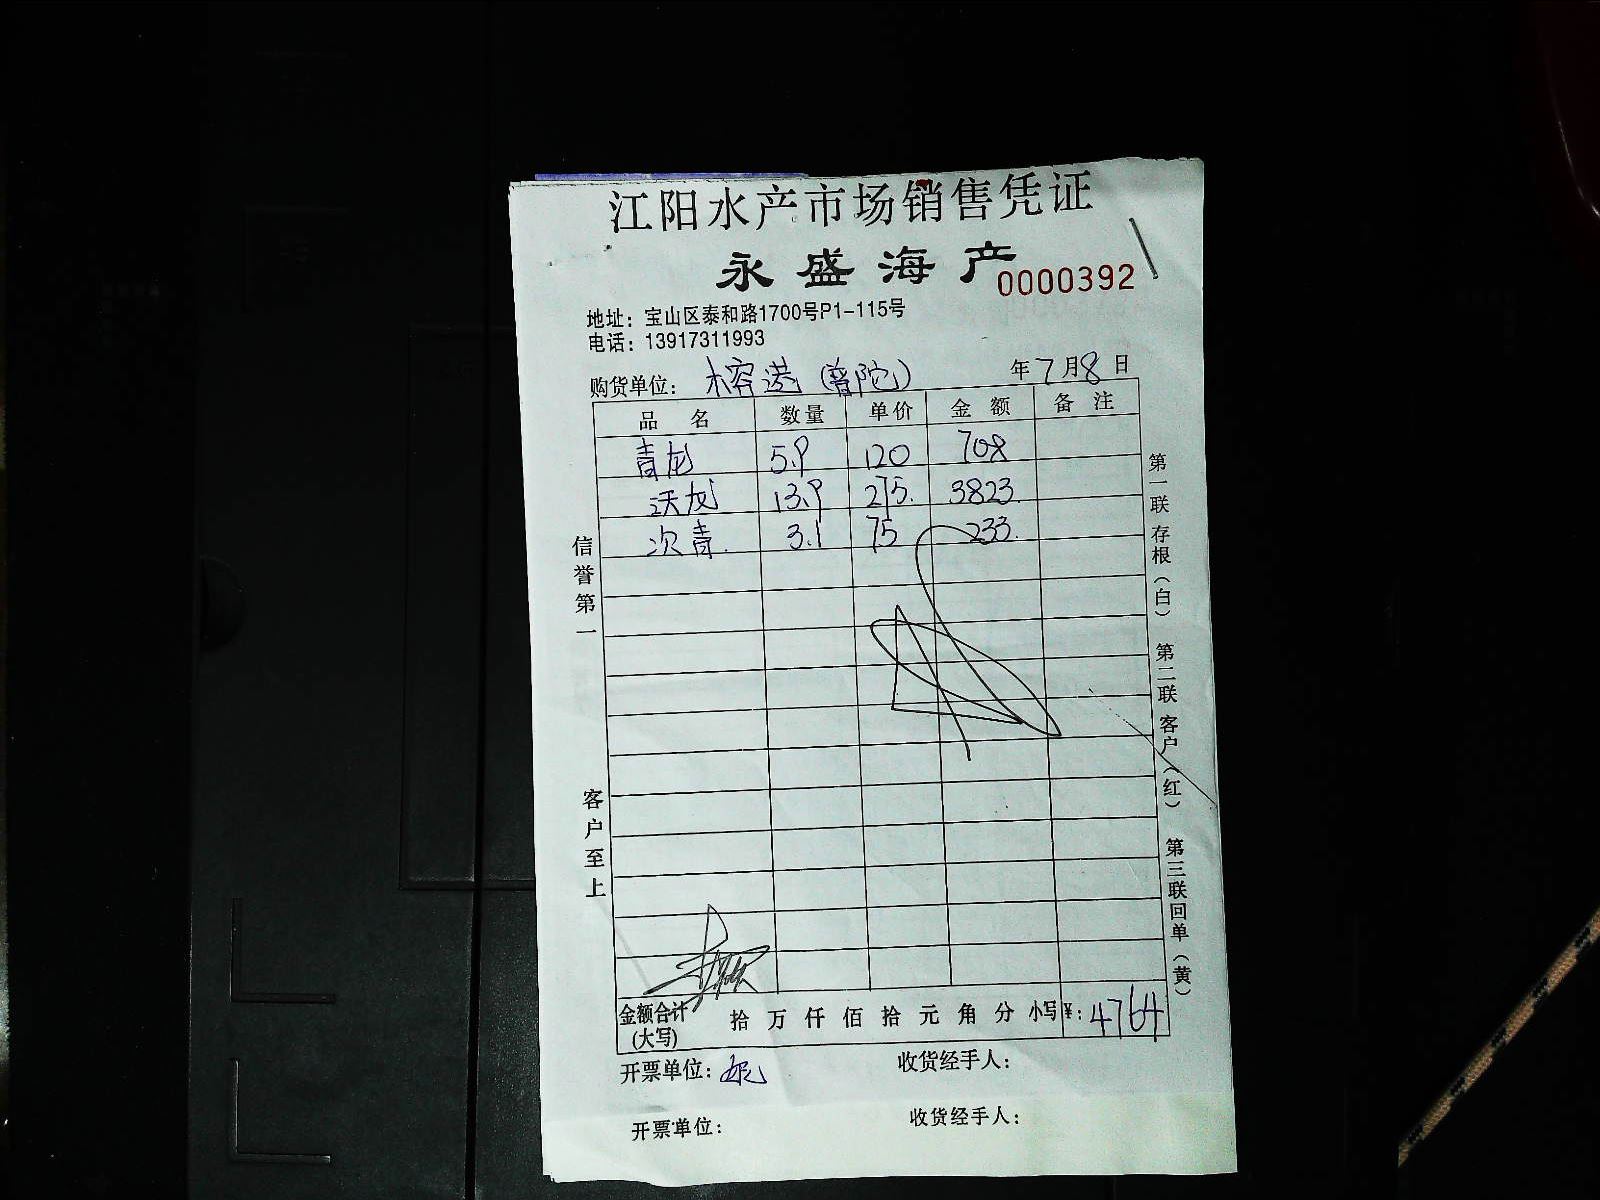 江阳水产市场销售凭证
永盛海产 0000392
地址：宝山区泰和路1700号P1-115号
电话：13917311993
购货单位：榕港（普陀） 年7月8日
品名 数量 单价 金额 备注
青龙 5.9 120 708
沃龙 13.9 275. 3823.
次青. 3.1 75 233.
信誉第一
客户至上
第一联 存根（白） 第二联 客户（红） 第三联 回单（黄）
金额合计(大写) 拾 万 仟 佰 拾 元 角 分 小写 ¥：4764
开票单位： 收货经手人：
开票单位： 收货经手人：